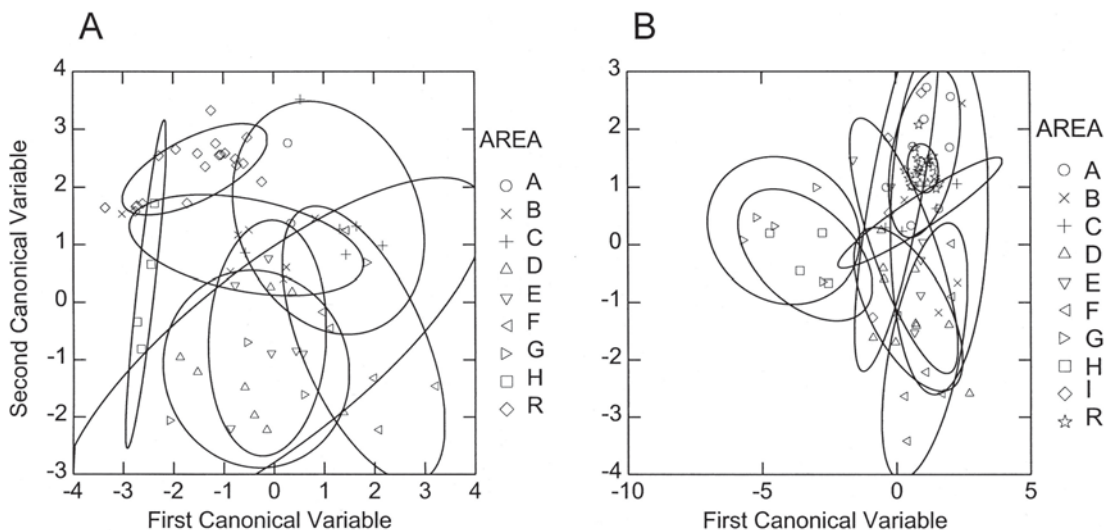 A
B
Second Canonical Variable
4
3
2
1
0
-1
-2
-3
-4 -3 -2 -1 0 1 2 3 4
First Canonical Variable
AREA
A
B
C
D
E
F
G
H
R
3
2
1
0
-1
-2
-3
-4
-10 -5 0 5
First Canonical Variable
AREA
A
B
C
D
E
F
G
H
I
R